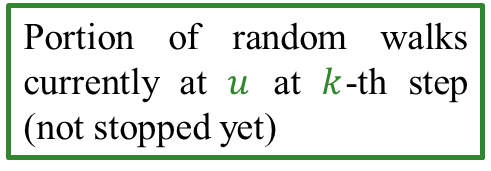 Portion of random walks
currently at u at k-th step
(not stopped yet)